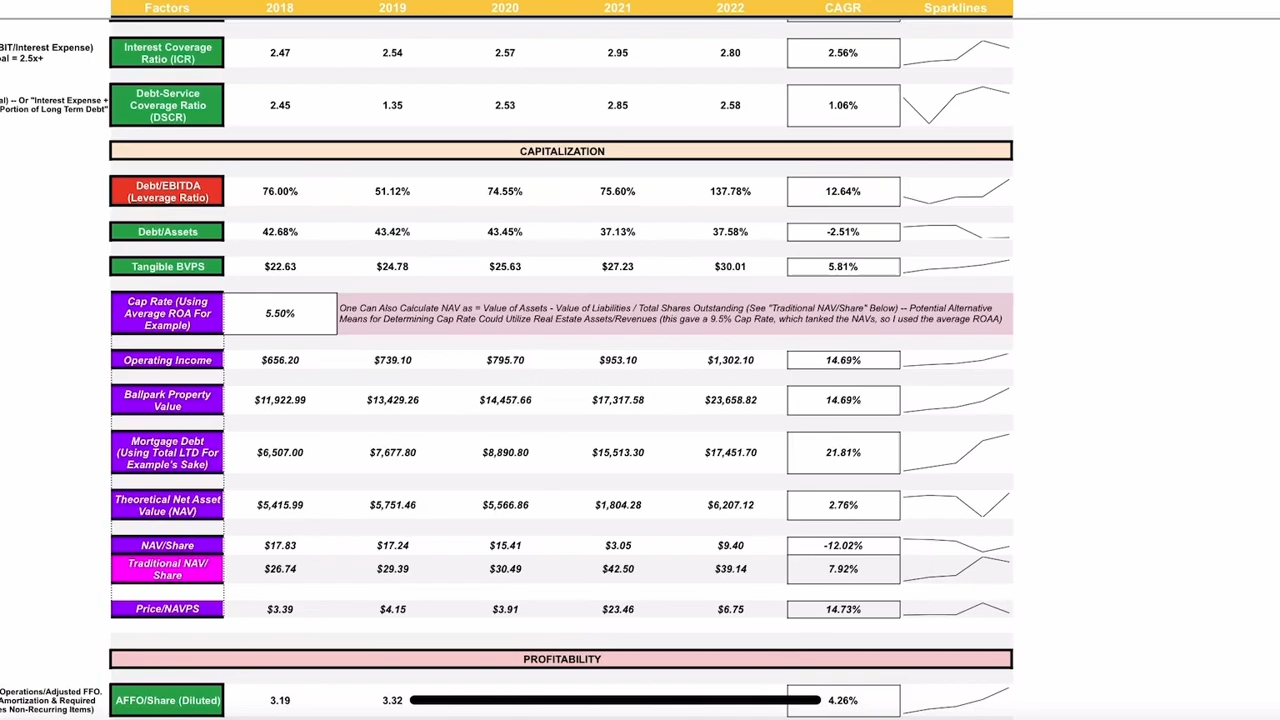 Factors 2018 2019 2020 2021 2022 CAGR Sparklines
BIT/Interest Expense)
oal = 2.5x+
Interest Coverage
Ratio (ICR)
2.47 2.54 2.57 2.95 2.80 2.56%
al) -- Or "Interest Expense +
Portion of Long Term Debt"
Debt-Service
Coverage Ratio
(DSCR)
2.45 1.35 2.53 2.85 2.58 1.06%
CAPITALIZATION
Debt/EBITDA
(Leverage Ratio)
76.00% 51.12% 74.55% 75.60% 137.78% 12.64%
Debt/Assets 42.68% 43.42% 43.45% 37.13% 37.58% -2.51%
Tangible BVPS $22.63 $24.78 $25.63 $27.23 $30.01 5.81%
Cap Rate (Using
Average ROA For
Example)
5.50%
One Can Also Calculate NAV as = Value of Assets - Value of Liabilities / Total Shares Outstanding (See "Traditional NAV/Share" Below) -- Potential Alternative
Means for Determining Cap Rate Could Utilize Real Estate Assets/Revenues (this gave a 9.5% Cap Rate, which tanked the NAVs, so I used the average ROAA)
Operating Income $656.20 $739.10 $795.70 $953.10 $1,302.10 14.69%
Ballpark Property
Value
$11,922.99 $13,429.26 $14,457.66 $17,317.58 $23,658.82 14.69%
Mortgage Debt
(Using Total LTD For
Example's Sake)
$6,507.00 $7,677.80 $8,890.80 $15,513.30 $17,451.70 21.81%
Theoretical Net Asset
Value (NAV)
$5,415.99 $5,751.46 $5,566.86 $1,804.28 $6,207.12 2.76%
NAV/Share $17.83 $17.24 $15.41 $3.05 $9.40 -12.02%
Traditional NAV/
Share
$26.74 $29.39 $30.49 $42.50 $39.14 7.92%
Price/NAVPS $3.39 $4.15 $3.91 $23.46 $6.75 14.73%
PROFITABILITY
Operations/Adjusted FFO.
Amortization & Required
es Non-Recurring Items)
AFFO/Share (Diluted) 3.19 3.32 4.26%